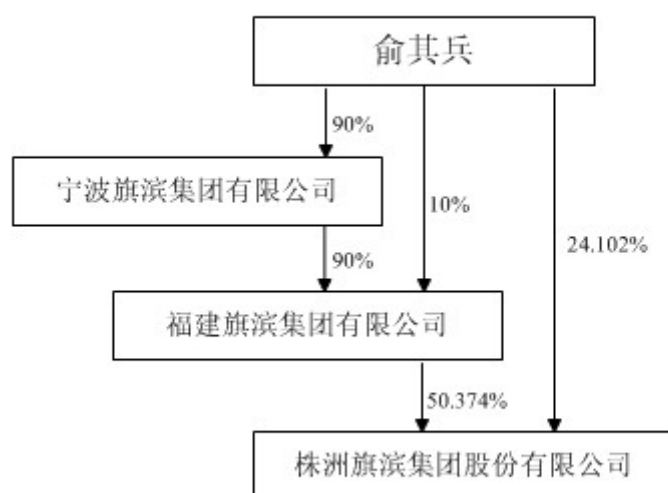 俞其兵
90%
宁波旗滨集团有限公司
10%
24.102%
90%
福建旗滨集团有限公司
50.374%
株洲旗滨集团股份有限公司